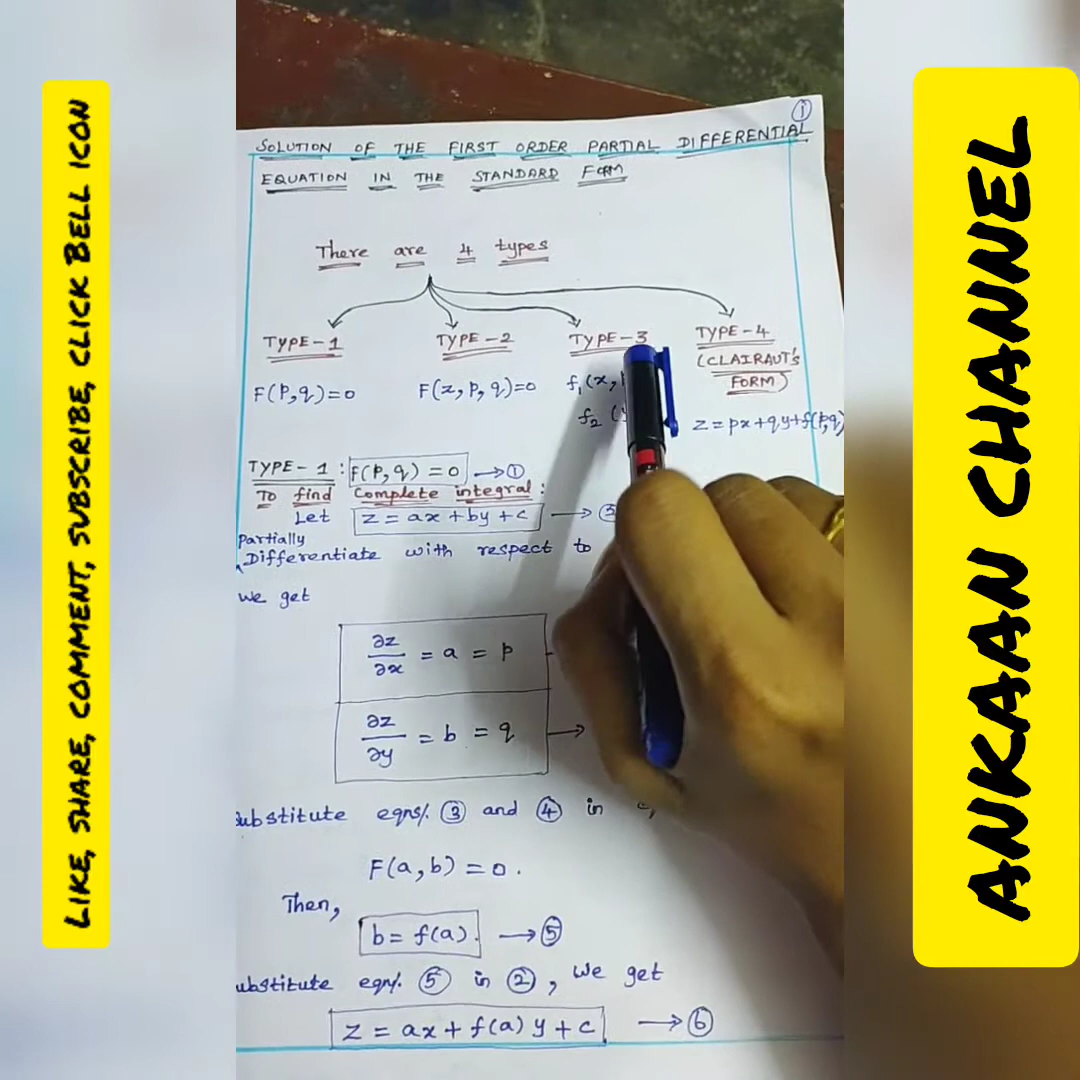 LIKE, SHARE, COMMENT, SUBSCRIBE, CLICK BELL ICON
①
SOLUTION OF THE FIRST ORDER PARTIAL DIFFERENTIAL
EQUATION IN THE STANDARD FORM
There are 4 types
TYPE-1 TYPE-2 TYPE-3 TYPE-4
(CLAIRAUT's
FORM)
F(p,q)=0 F(z,p,q)=0 f₁(x,
f₂ ( z=px+qy+f(p,q)
TYPE-1: F(p,q)=0 → ①
To find Complete integral:
Let z=ax+by+c →
partially
Differentiate with respect to
we get
∂z/∂x = a = p
∂z/∂y = b = q →
substitute eqns/. ③ and ④ in
F(a,b)=0.
Then,
b=f(a). → ⑤
ubstitute eqn/. ⑤ in ②, we get
z=ax+f(a)y+c → ⑥
ANKAAN CHANNEL